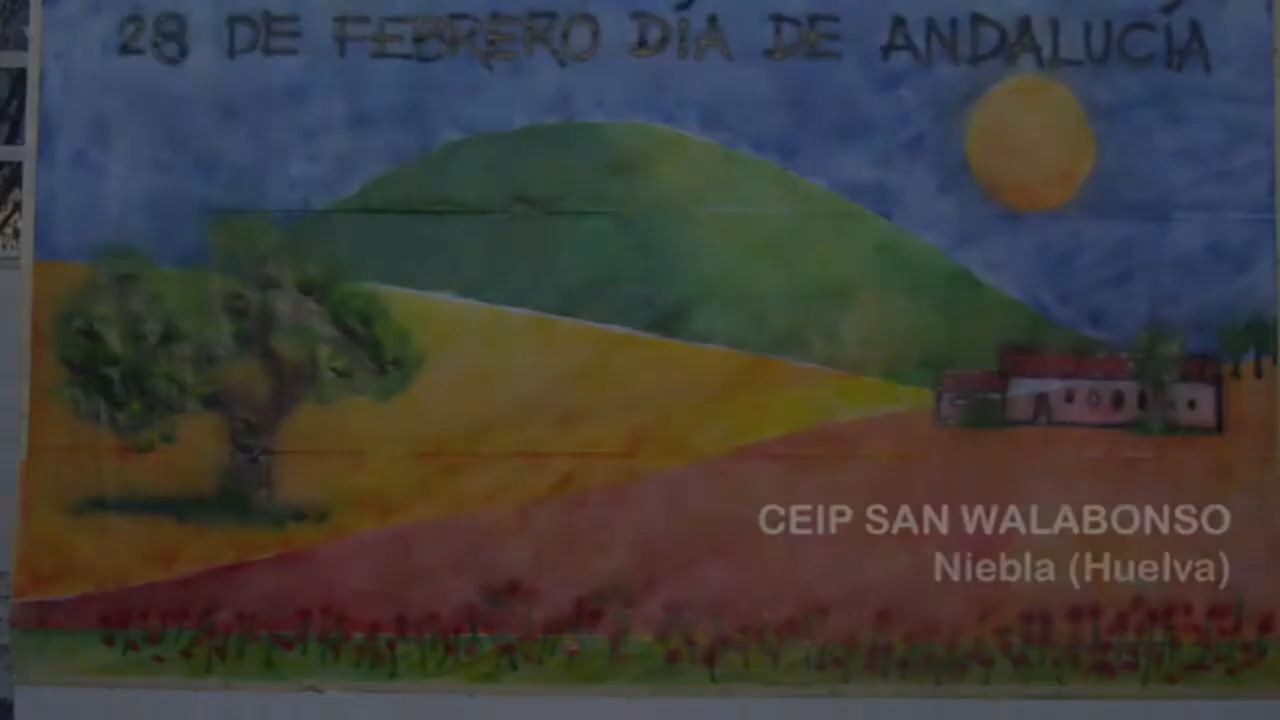 28 DE FEBRERO DÍA DE ANDALUCÍA
CEIP SAN WALABONSO
Niebla (Huelva)